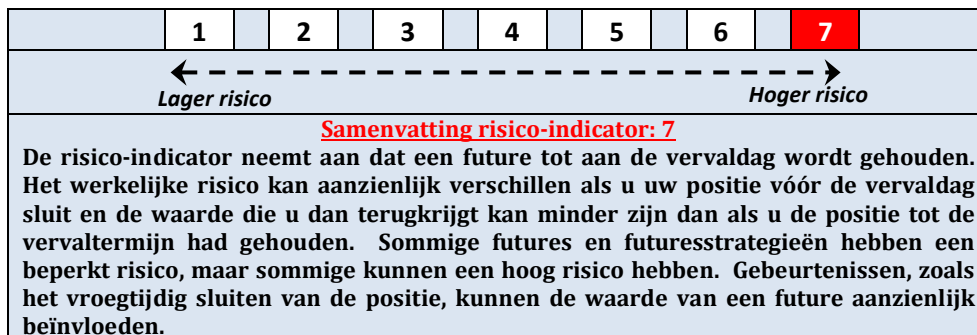 1 2 3 4 5 6 7
Lager risico Hoger risico
Samenvatting risico-indicator: 7
De risico-indicator neemt aan dat een future tot aan de vervaldag wordt gehouden.
Het werkelijke risico kan aanzienlijk verschillen als u uw positie vóór de vervaldag
sluit en de waarde die u dan terugkrijgt kan minder zijn dan als u de positie tot de
vervaltermijn had gehouden. Sommige futures en futuresstrategieën hebben een
beperkt risico, maar sommige kunnen een hoog risico hebben. Gebeurtenissen, zoals
het vroegtijdig sluiten van de positie, kunnen de waarde van een future aanzienlijk
beïnvloeden.